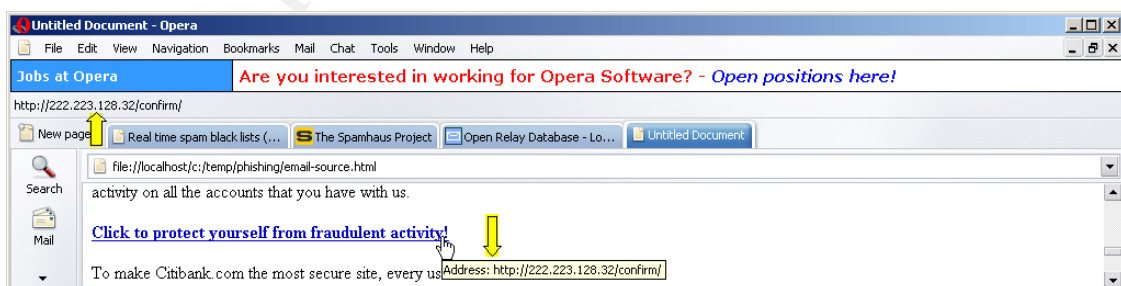 Untitled Document - Opera
File Edit View Navigation Bookmarks Mail Chat Tools Window Help
Jobs at Opera Are you interested in working for Opera Software? - Open positions here!
http://222.223.128.32/confirm/
New page Real time spam black lists (... The Spamhaus Project Open Relay Database - Lo... Untitled Document
Search file://localhost/c:/temp/phishing/email-source.html
activity on all the accounts that you have with us.
Mail Click to protect yourself from fraudulent activity!
To make Citibank.com the most secure site, every us Address: http://222.223.128.32/confirm/